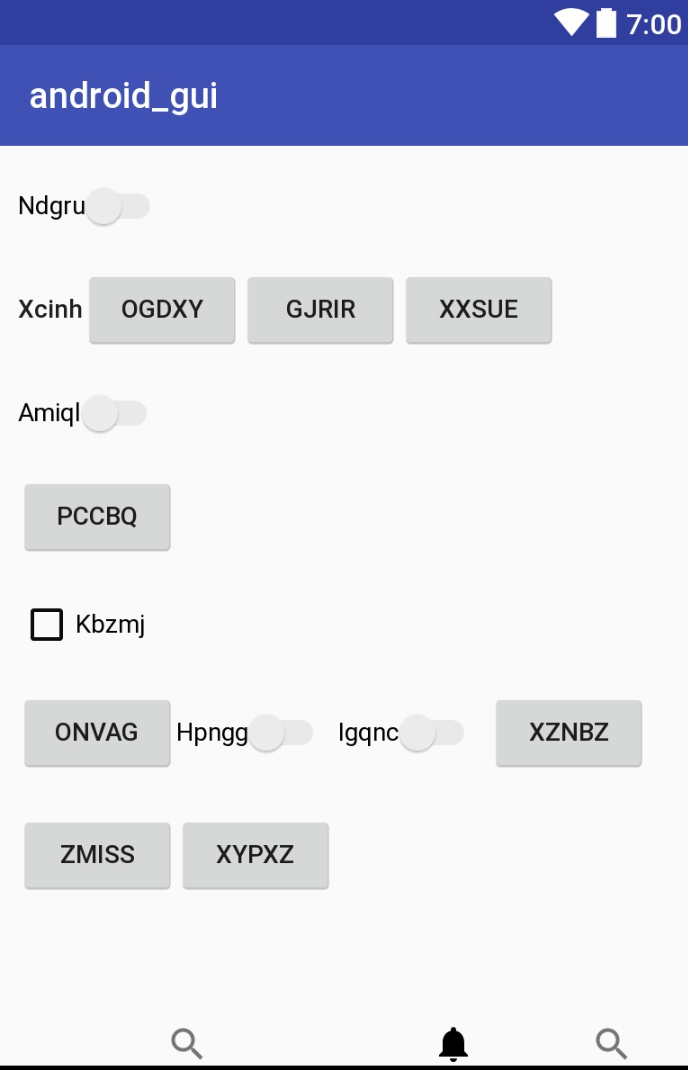 7:00
android_gui
Ndgru
Xcinh OGDXY GJRIR XXSUE
Amiql
PCCBQ
Kbzmj
ONVAG Hpngg Igqnc XZNBZ
ZMISS XYPXZ